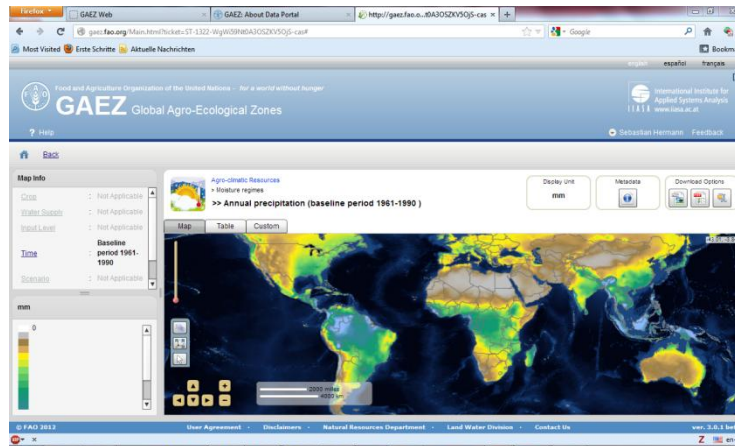 Firefox
GAEZ Web
GAEZ: About Data Portal
http://gaez.fao.o...t0A3OSZKV5OjS-cas
gaez.fao.org/Main.html?ticket=ST-1322-WgWi59Nt0A3OSZKV5OjS-cas#
Google
Most Visited
Erste Schritte
Aktuelle Nachrichten
Bookm
english
español
français
Food and Agriculture Organization of the United Nations - for a world without hunger
GAEZ Global Agro-Ecological Zones
International Institute for
Applied Systems Analysis
IIASA www.iiasa.ac.at
? Help
Sebastian Hermann
Feedback
Back
Map Info
Crop : Not Applicable
Water Supply : Not Applicable
Input Level : Not Applicable
Time : Baseline period 1961-1990
Scenario : Not Applicable
Agro-climatic Resources
» Moisture regimes
>> Annual precipitation (baseline period 1961-1990 )
Display Unit
mm
Metadata
Download Options
Map
Table
Custom
mm
0
2000 miles
4000 km
© FAO 2012
User Agreement
Disclaimers
Natural Resources Department
Land Water Division
Contact Us
ver. 3.0.1 bet
en